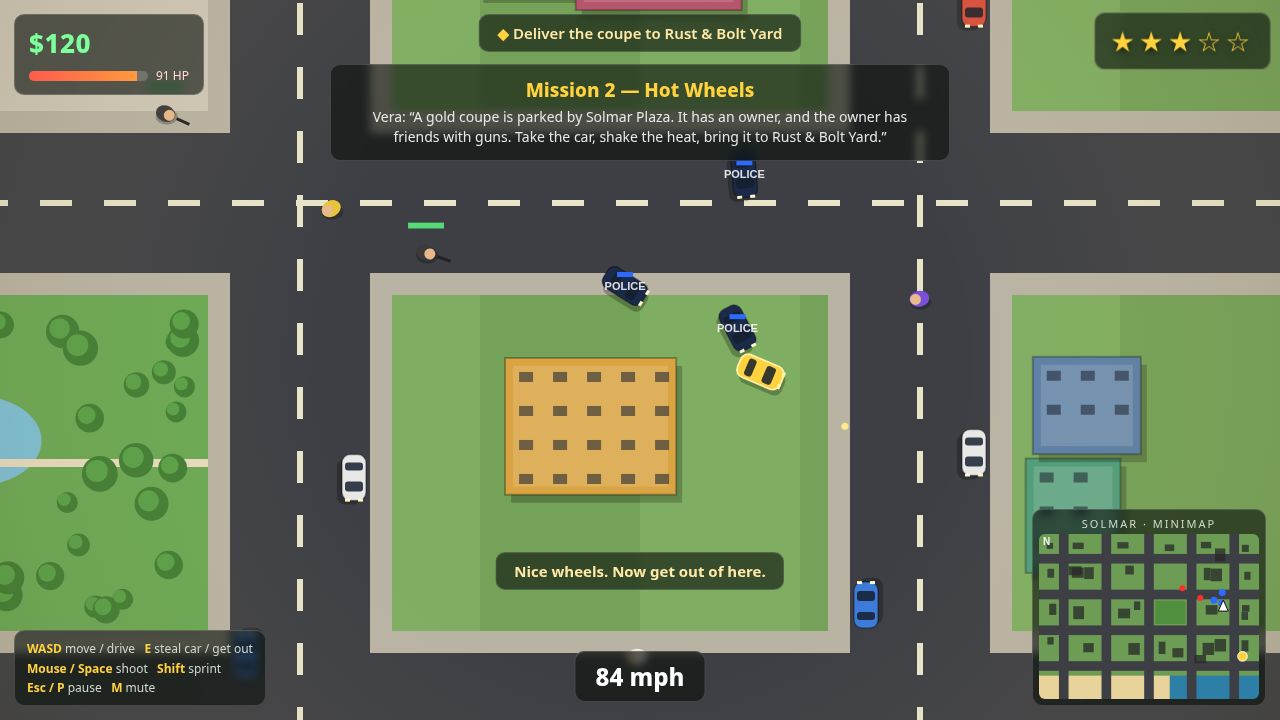 $120
91 HP
◆ Deliver the coupe to Rust & Bolt Yard
★ ★ ★ ☆ ☆
Mission 2 — Hot Wheels
Vera: “A gold coupe is parked by Solmar Plaza. It has an owner, and the owner has
friends with guns. Take the car, shake the heat, bring it to Rust & Bolt Yard.”
POLICE
POLICE
POLICE
SOLMAR · MINIMAP
N
Nice wheels. Now get out of here.
WASD move / drive E steal car / get out
Mouse / Space shoot Shift sprint
Esc / P pause M mute
84 mph